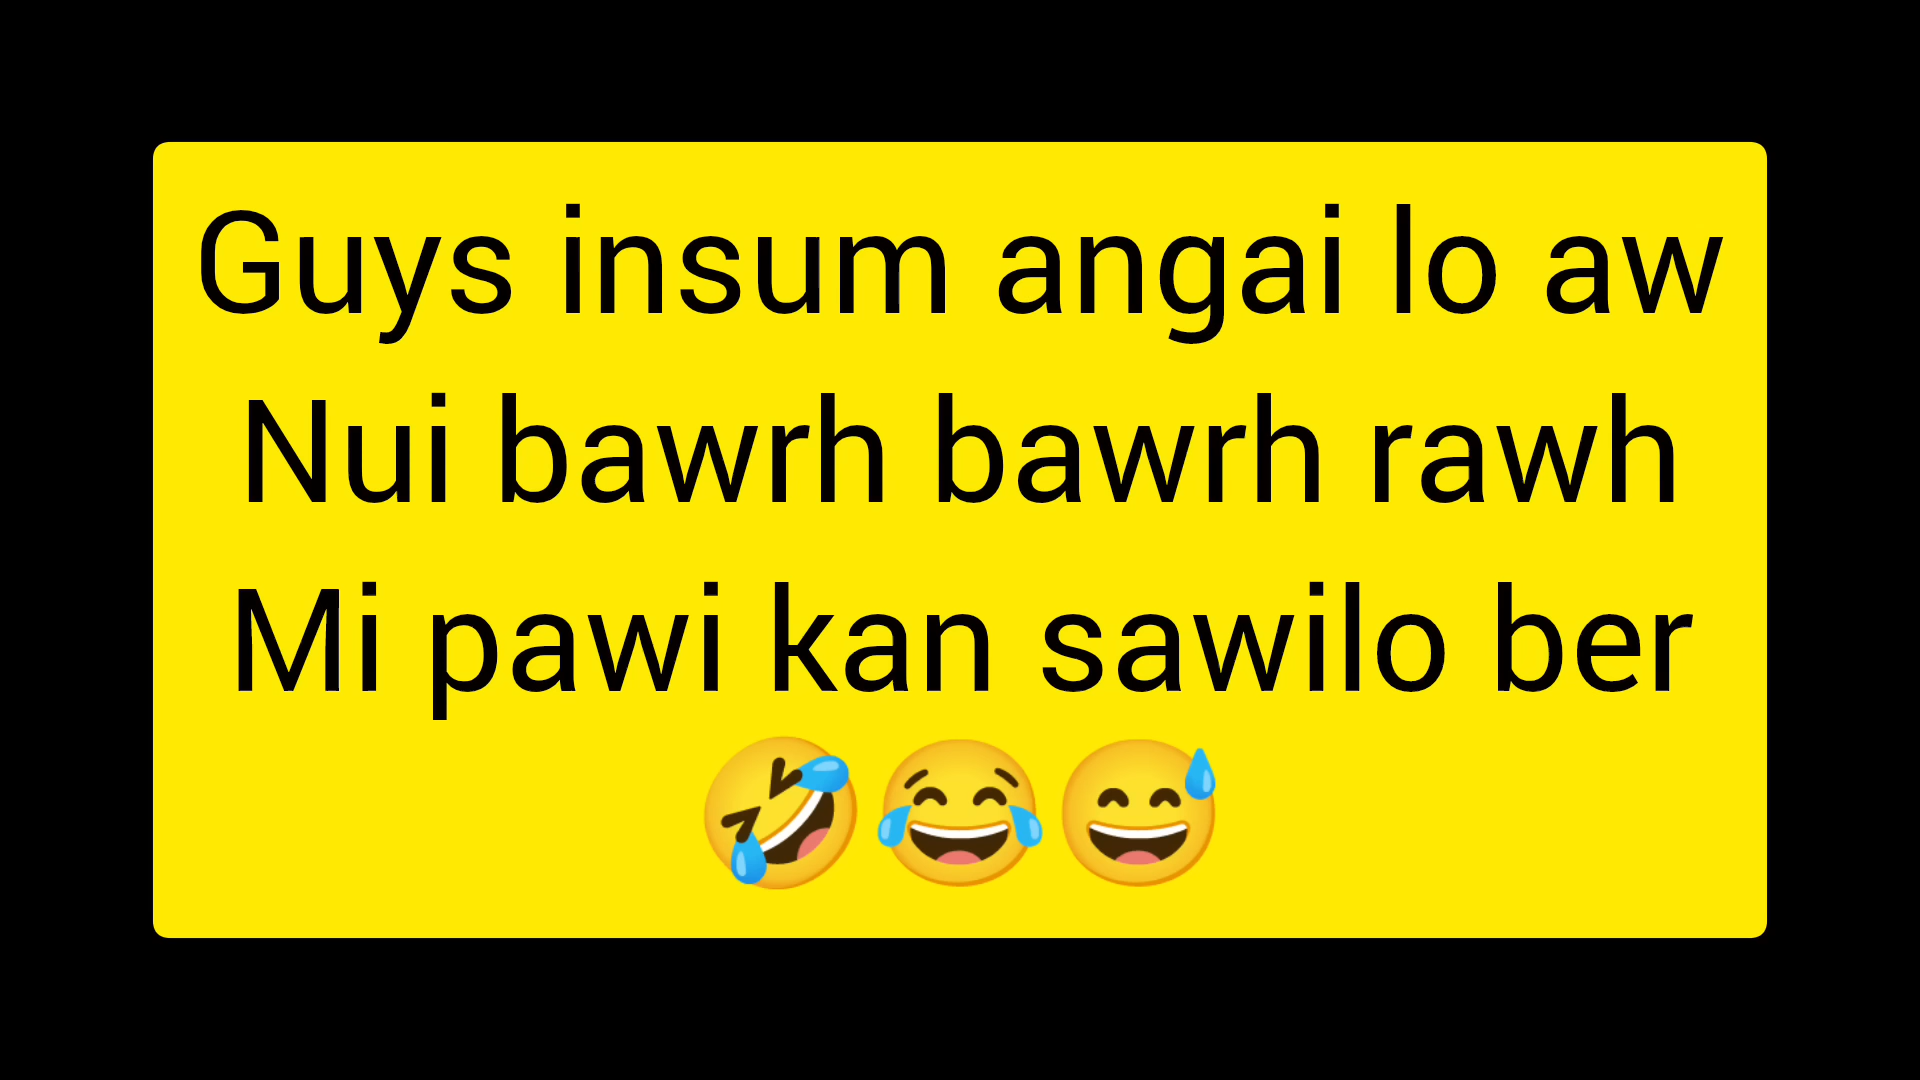 Guys insum angai lo aw
Nui bawrh bawrh rawh
Mi pawi kan sawilo ber
🤣😂😅